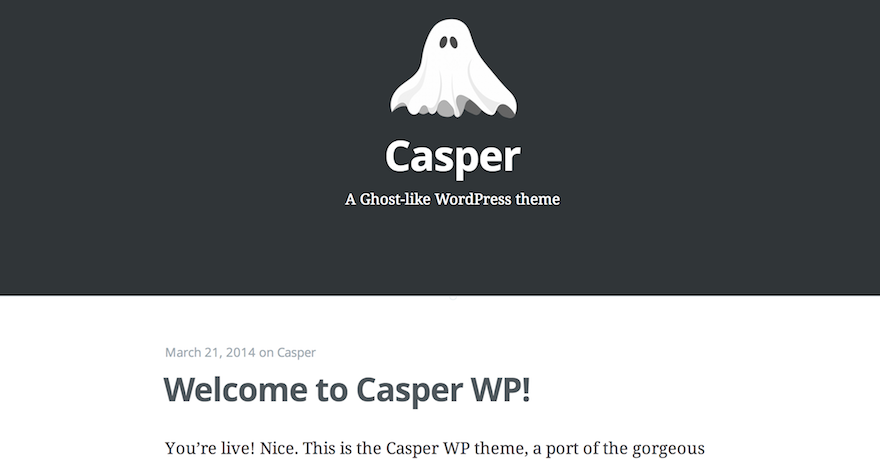 Casper
A Ghost-like WordPress theme
March 21, 2014 on Casper
Welcome to Casper WP!
You’re live! Nice. This is the Casper WP theme, a port of the gorgeous